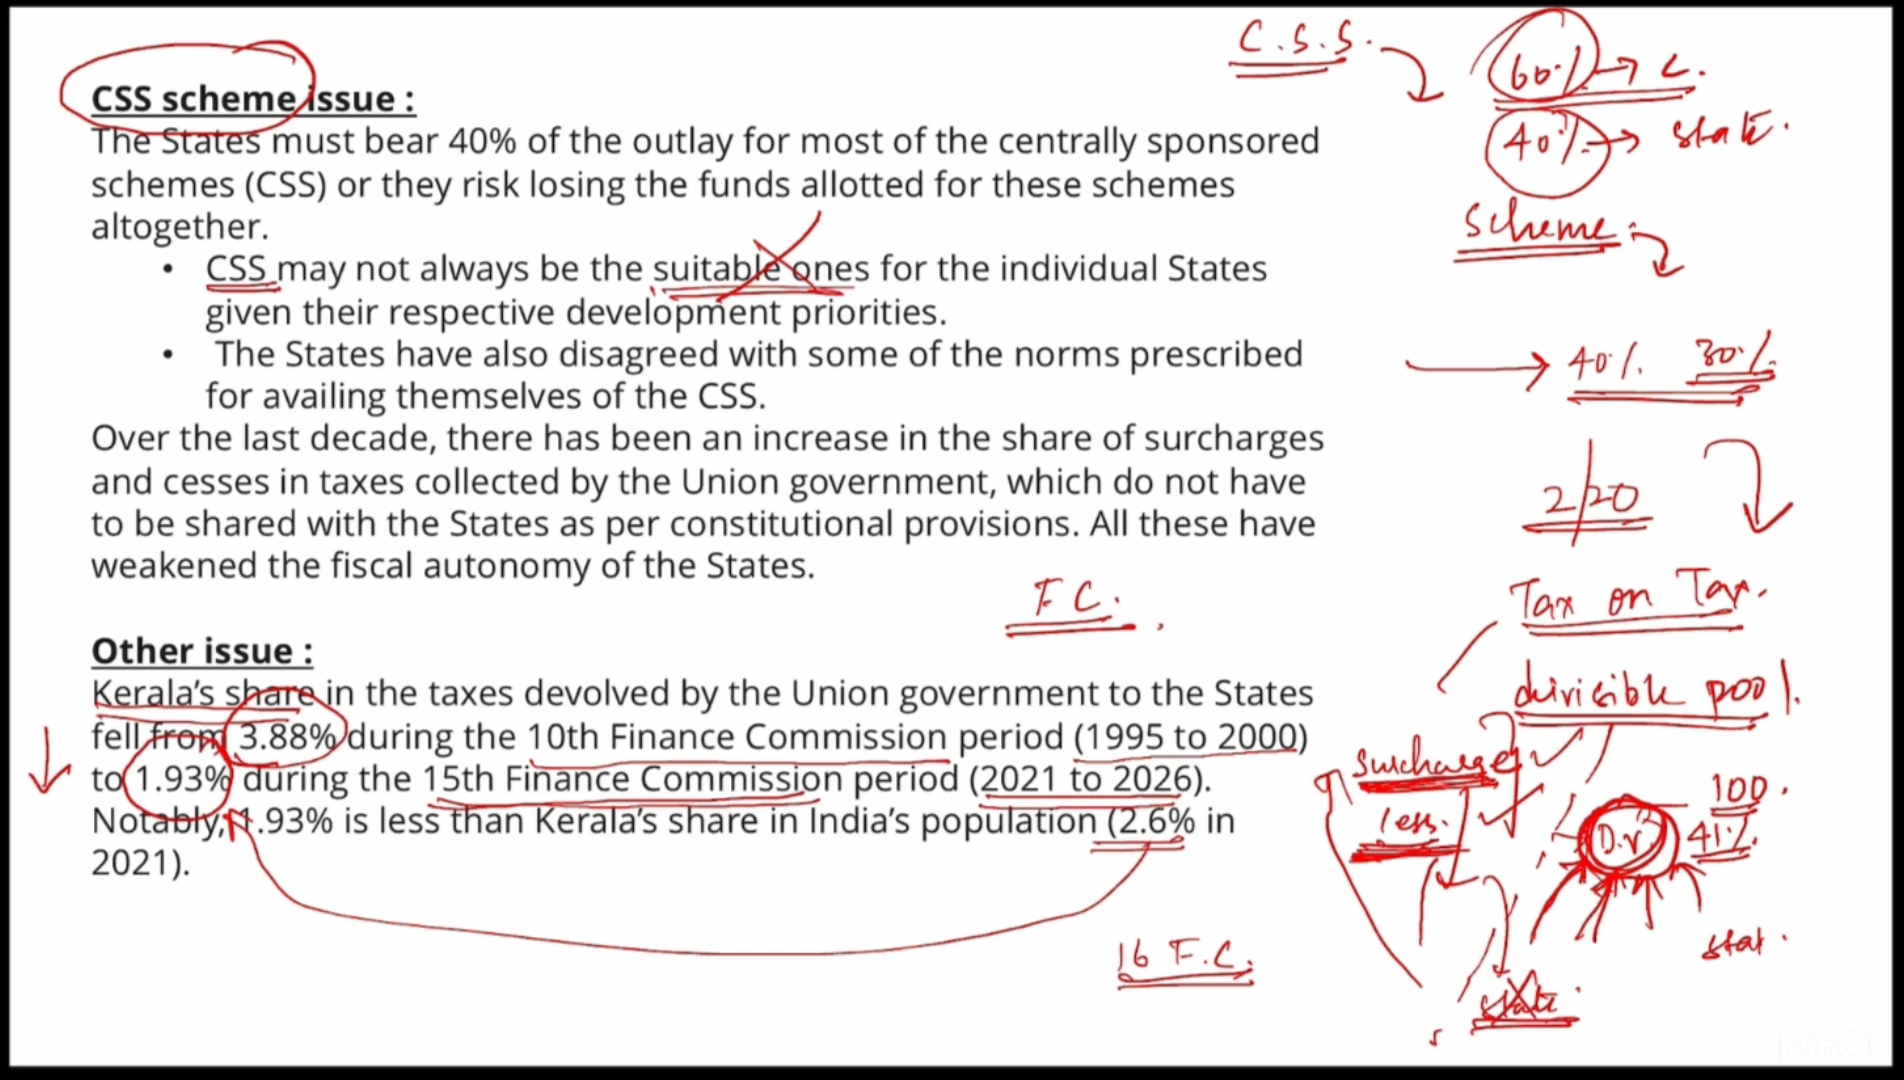 CSS scheme issue :
The States must bear 40% of the outlay for most of the centrally sponsored
schemes (CSS) or they risk losing the funds allotted for these schemes
altogether.
• CSS may not always be the suitable ones for the individual States
given their respective development priorities.
• The States have also disagreed with some of the norms prescribed
for availing themselves of the CSS.
Over the last decade, there has been an increase in the share of surcharges
and cesses in taxes collected by the Union government, which do not have
to be shared with the States as per constitutional provisions. All these have
weakened the fiscal autonomy of the States.
Other issue :
Kerala’s share in the taxes devolved by the Union government to the States
fell from 3.88% during the 10th Finance Commission period (1995 to 2000)
to 1.93% during the 15th Finance Commission period (2021 to 2026).
Notably, 1.93% is less than Kerala’s share in India’s population (2.6% in
2021).
F.C.
16 F.C.
C.S.S.
60% → C.
40% → state.
scheme
40% 30%
2/20
Tax on Tax.
divisible pool.
surcharge
cess.
100.
D.V
41%
stat.
state
InShOt